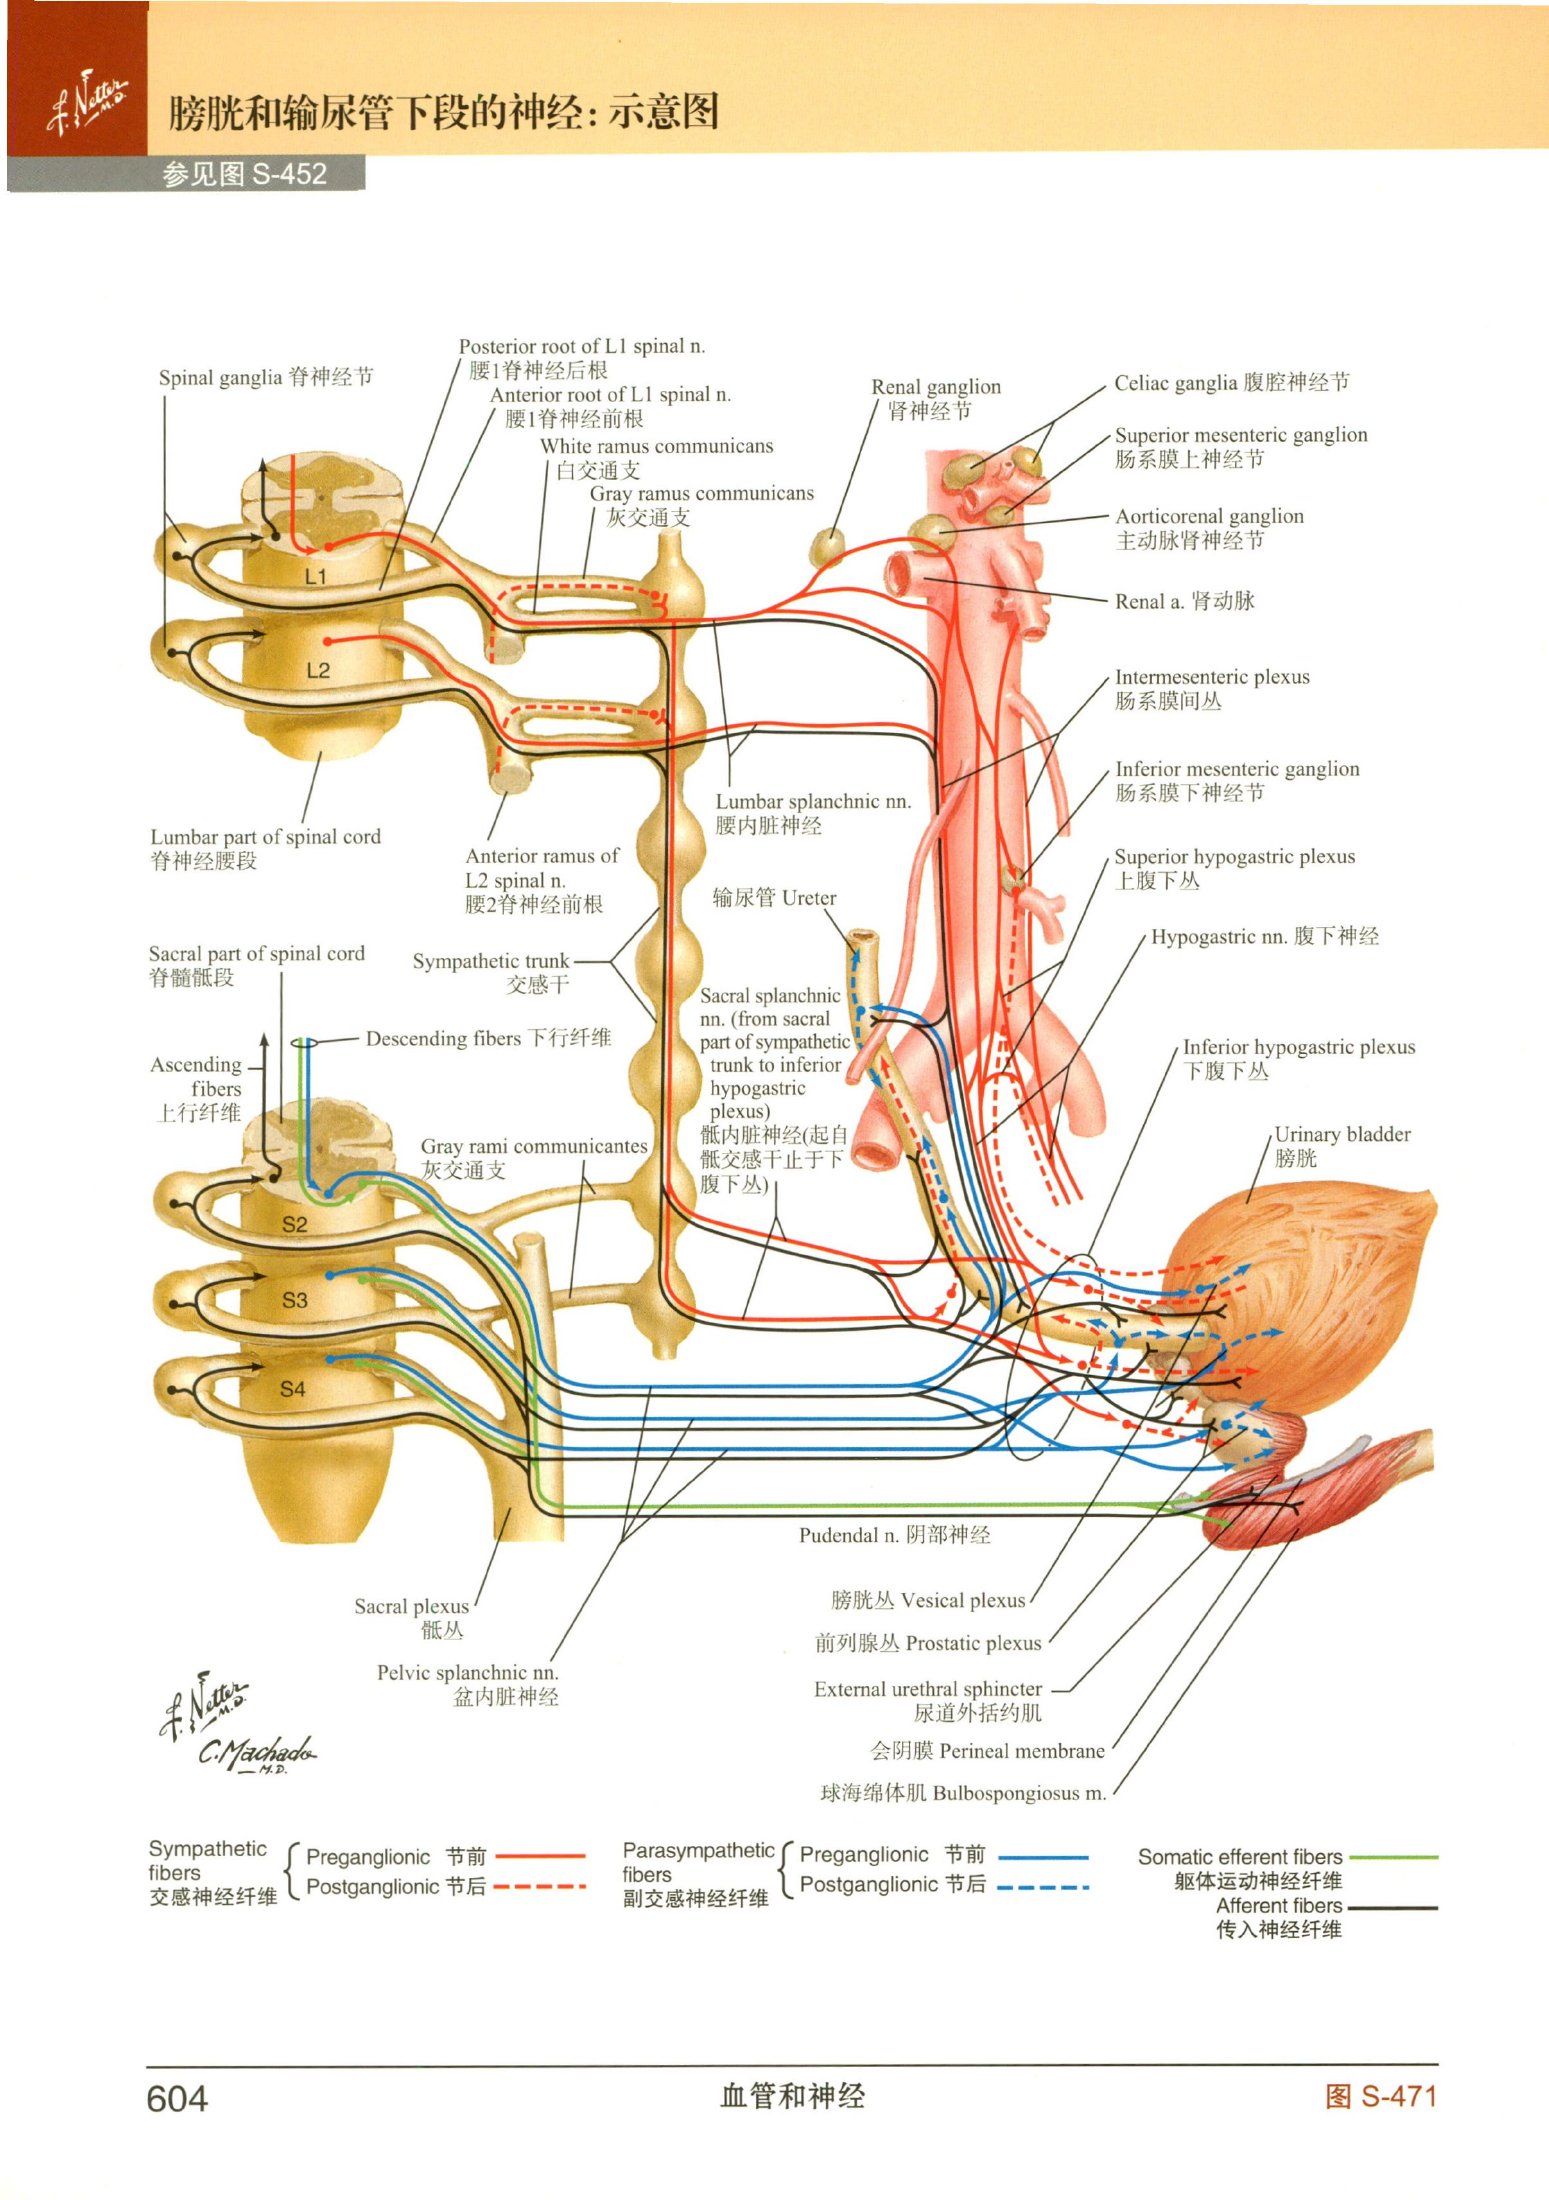 F. Netter M.D.
膀胱和输尿管下段的神经：示意图
参见图 S-452
Posterior root of L1 spinal n.
腰1脊神经后根
Spinal ganglia 脊神经节
Anterior root of L1 spinal n.
腰1脊神经前根
White ramus communicans
白交通支
Gray ramus communicans
灰交通支
Renal ganglion
肾神经节
Celiac ganglia 腹腔神经节
Superior mesenteric ganglion
肠系膜上神经节
Aorticorenal ganglion
主动脉肾神经节
Renal a. 肾动脉
L1
L2
Intermesenteric plexus
肠系膜间丛
Inferior mesenteric ganglion
肠系膜下神经节
Lumbar splanchnic nn.
腰内脏神经
Lumbar part of spinal cord
脊神经腰段
Anterior ramus of
L2 spinal n.
腰2脊神经前根
Superior hypogastric plexus
上腹下丛
输尿管 Ureter
Hypogastric nn. 腹下神经
Sacral part of spinal cord
脊髓骶段
Sympathetic trunk
交感干
Sacral splanchnic
nn. (from sacral
part of sympathetic
trunk to inferior
hypogastric
plexus)
骶内脏神经(起自
骶交感干止于下
腹下丛)
Descending fibers 下行纤维
Ascending
fibers
上行纤维
Inferior hypogastric plexus
下腹下丛
Gray rami communicantes
灰交通支
Urinary bladder
膀胱
S2
S3
S4
Pudendal n. 阴部神经
膀胱丛 Vesical plexus
Sacral plexus
骶丛
前列腺丛 Prostatic plexus
Pelvic splanchnic nn.
盆内脏神经
External urethral sphincter
尿道外括约肌
会阴膜 Perineal membrane
球海绵体肌 Bulbospongiosus m.
F. Netter M.D.
C. Machado
M.D.
Sympathetic
fibers
交感神经纤维
Preganglionic 节前
Postganglionic 节后
Parasympathetic
fibers
副交感神经纤维
Preganglionic 节前
Postganglionic 节后
Somatic efferent fibers
躯体运动神经纤维
Afferent fibers
传入神经纤维
604
血管和神经
图 S-471